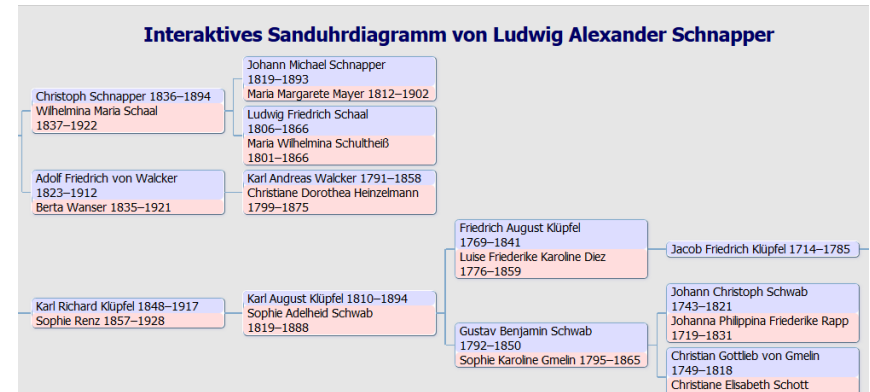 Interaktives Sanduhrdiagramm von Ludwig Alexander Schnapper
Johann Michael Schnapper
1819–1893
Maria Margarete Mayer 1812–1902
Christoph Schnapper 1836–1894
Wilhelmina Maria Schaal
1837–1922
Ludwig Friedrich Schaal
1806–1866
Maria Wilhelmina Schultheiß
1801–1866
Adolf Friedrich von Walcker
1823–1912
Berta Wanser 1835–1921
Karl Andreas Walcker 1791–1858
Christiane Dorothea Heinzelmann
1799–1875
Friedrich August Klüpfel
1769–1841
Luise Friederike Karoline Diez
1776–1859
Jacob Friedrich Klüpfel 1714–1785
Karl Richard Klüpfel 1848–1917
Sophie Renz 1857–1928
Karl August Klüpfel 1810–1894
Sophie Adelheid Schwab
1819–1888
Gustav Benjamin Schwab
1792–1850
Sophie Karoline Gmelin 1795–1865
Johann Christoph Schwab
1743–1821
Johanna Philippina Friederike Rapp
1719–1831
Christian Gottlieb von Gmelin
1749–1818
Christiane Elisabeth Schott